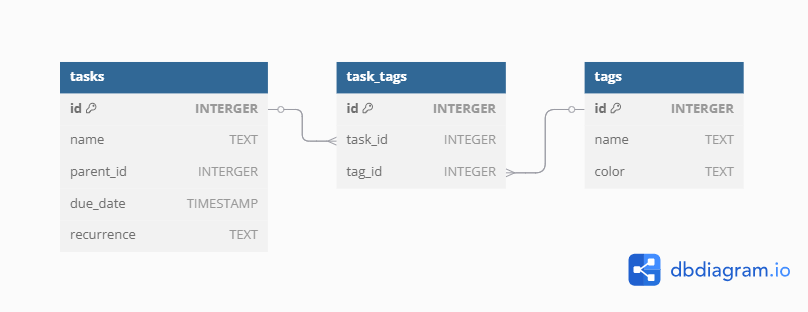 tasks
id INTERGER
name TEXT
parent_id INTERGER
due_date TIMESTAMP
recurrence TEXT
task_tags
id INTERGER
task_id INTEGER
tag_id INTEGER
tags
id INTERGER
name TEXT
color TEXT
dbdiagram.io